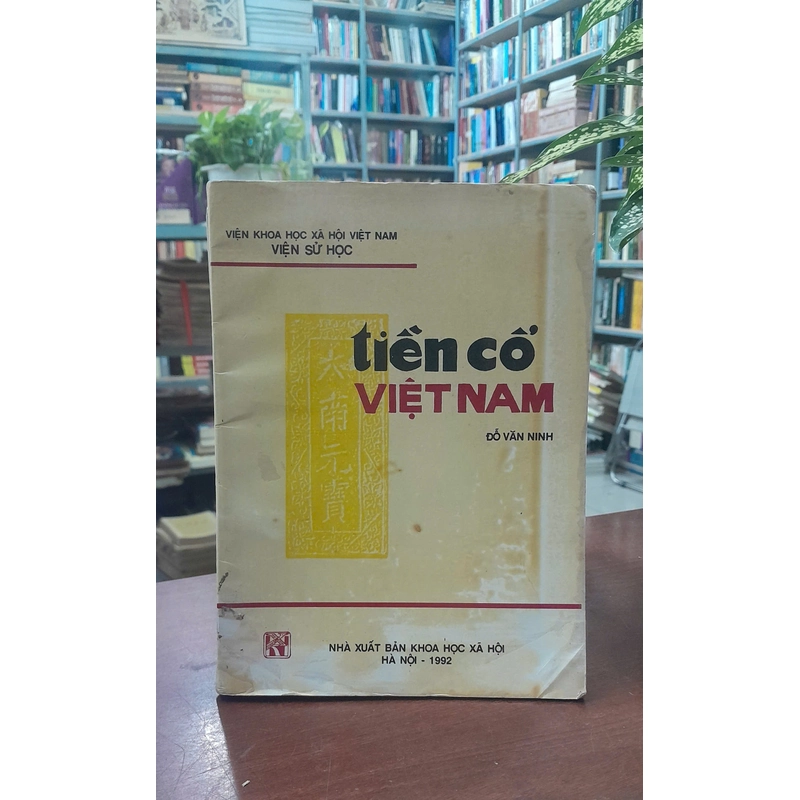 VIỆN KHOA HỌC XÃ HỘI VIỆT NAM
VIỆN SỬ HỌC
大
南
元
寶
tiền cổ
VIỆT NAM
ĐỖ VĂN NINH
NHÀ XUẤT BẢN KHOA HỌC XÃ HỘI
HÀ NỘI - 1992